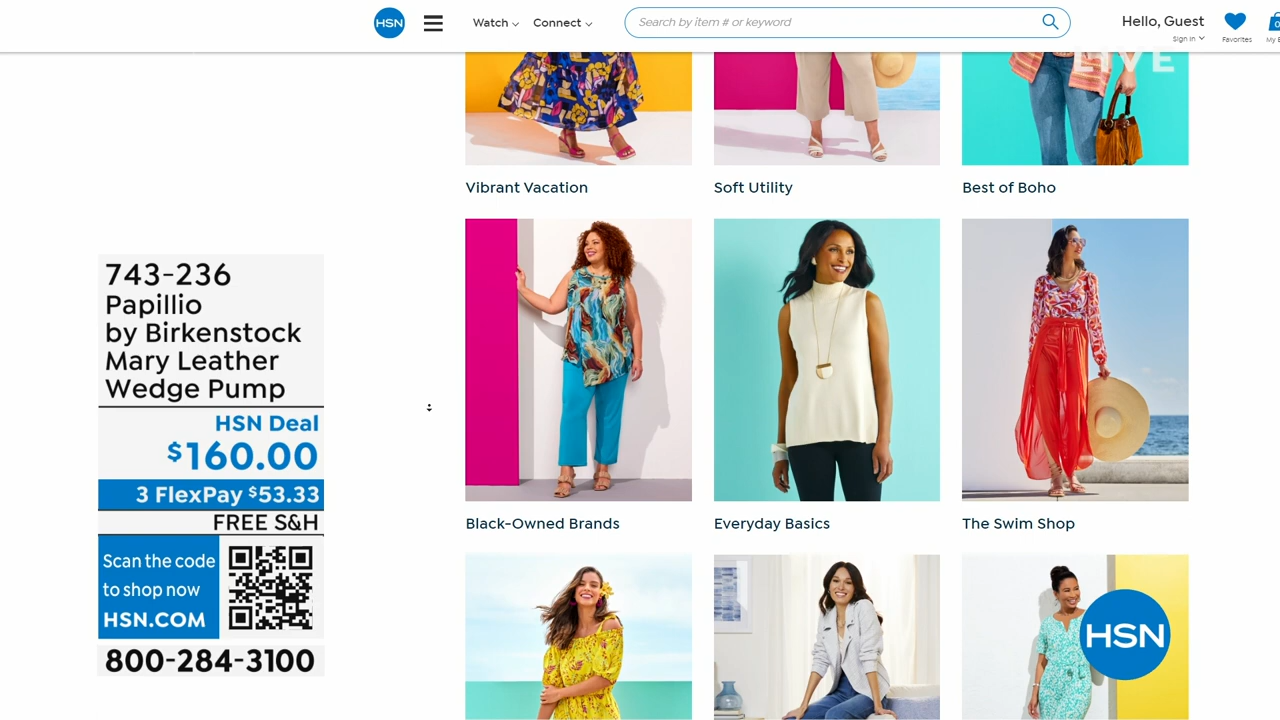 HSN
Watch
Connect
Search by item # or keyword
Hello, Guest
Sign In
Favorites
0
My
LIVE
Vibrant Vacation
Soft Utility
Best of Boho
743-236
Papillio
by Birkenstock
Mary Leather
Wedge Pump
HSN Deal
$160.00
3 FlexPay $53.33
FREE S&H
Scan the code
to shop now
HSN.COM
800-284-3100
Black-Owned Brands
Everyday Basics
The Swim Shop
HSN